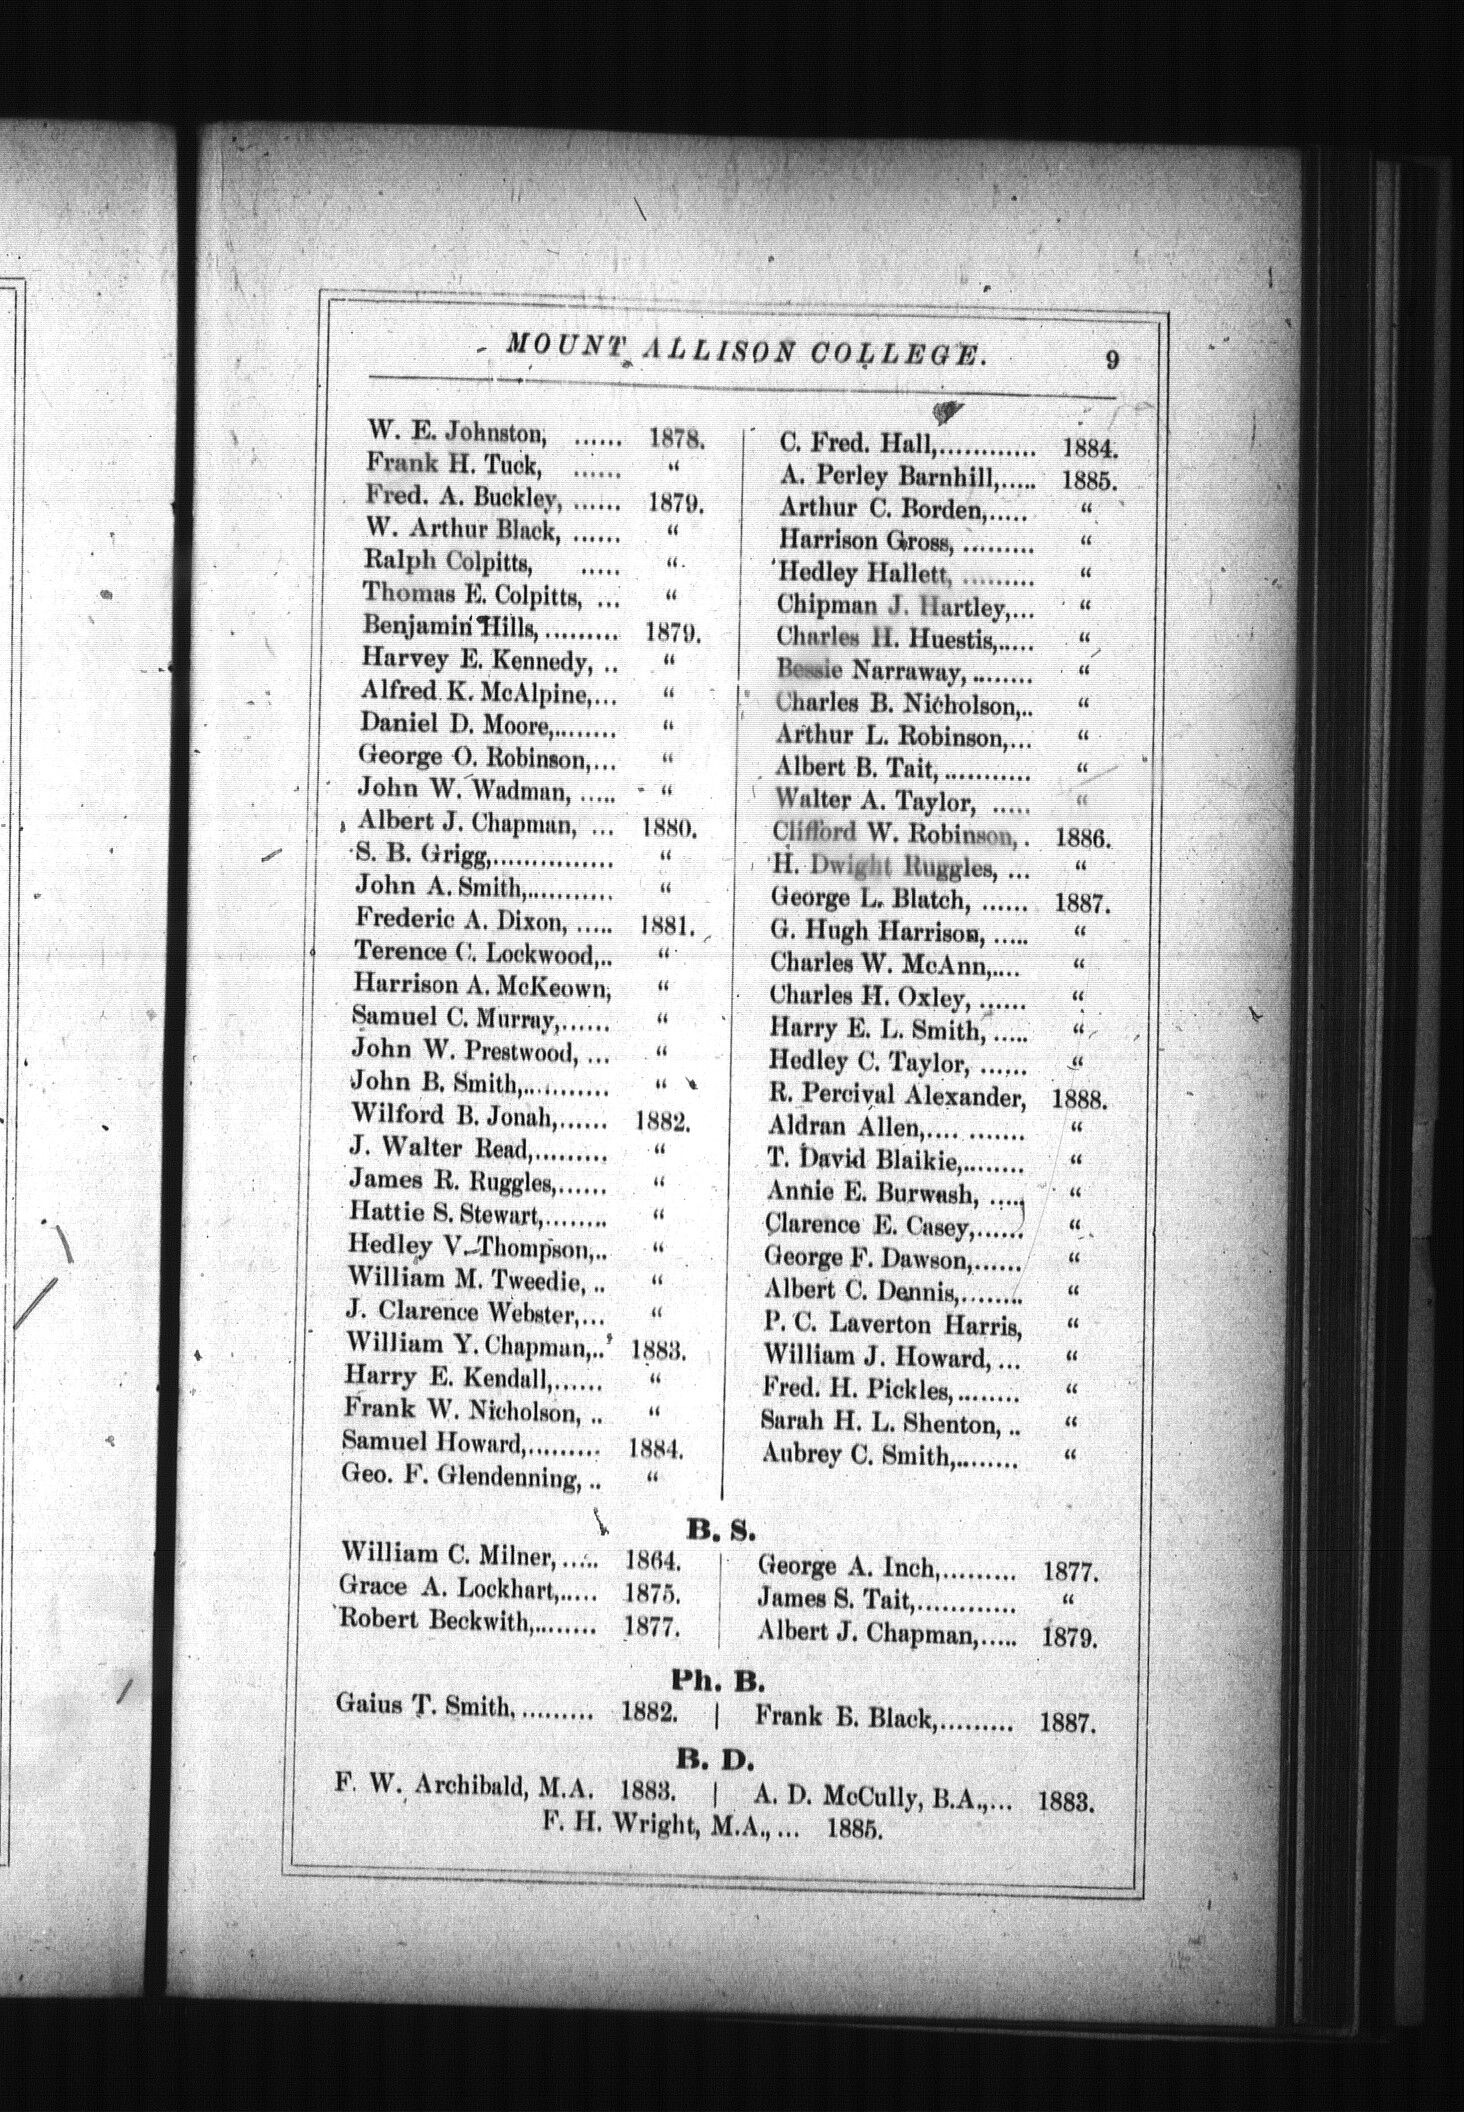 MOUNT ALLISON COLLEGE. 9
W. E. Johnston, ...... 1878.
Frank H. Tuck, ...... “
Fred. A. Buckley, ...... 1879.
W. Arthur Black, ...... “
Ralph Colpitts, ..... “
Thomas E. Colpitts, ... “
Benjamin Hills, ......... 1879.
Harvey E. Kennedy, .. “
Alfred K. McAlpine,... “
Daniel D. Moore,........ “
George O. Robinson,... “
John W. Wadman, ..... “
Albert J. Chapman, ... 1880.
S. B. Grigg,............... “
John A. Smith,........... “
Frederic A. Dixon, ..... 1881.
Terence C. Lockwood,.. “
Harrison A. McKeown, “
Samuel C. Murray,...... “
John W. Prestwood, ... “
John B. Smith,........... “
Wilford B. Jonah,...... 1882.
J. Walter Read,......... “
James R. Ruggles,...... “
Hattie S. Stewart,........ “
Hedley V. Thompson,.. “
William M. Tweedie, .. “
J. Clarence Webster,... “
William Y. Chapman,.. 1883.
Harry E. Kendall,...... “
Frank W. Nicholson, .. “
Samuel Howard,......... 1884.
Geo. F. Glendenning, .. “
C. Fred. Hall,............ 1884.
A. Perley Barnhill,..... 1885.
Arthur C. Borden,..... “
Harrison Gross, ......... “
Hedley Hallett, ......... “
Chipman J. Hartley,... “
Charles H. Huestis,..... “
Bessie Narraway,........ “
Charles B. Nicholson,.. “
Arthur L. Robinson,... “
Albert B. Tait,........... “
Walter A. Taylor, ..... “
Clifford W. Robinson, . 1886.
H. Dwight Ruggles, ... “
George L. Blatch, ...... 1887.
G. Hugh Harrison, ..... “
Charles W. McAnn,.... “
Charles H. Oxley, ...... “
Harry E. L. Smith, ..... “
Hedley C. Taylor, ...... “
R. Percival Alexander, 1888.
Aldran Allen,.... ....... “
T. David Blaikie,........ “
Annie E. Burwash, ..... “
Clarence E. Casey,...... “
George F. Dawson,...... “
Albert C. Dennis,........ “
P. C. Laverton Harris, “
William J. Howard, ... “
Fred. H. Pickles,........ “
Sarah H. L. Shenton, .. “
Aubrey C. Smith,........ “
B. S.
William C. Milner, ..... 1864.
Grace A. Lockhart,..... 1875.
Robert Beckwith,........ 1877.
George A. Inch,......... 1877.
James S. Tait,............ “
Albert J. Chapman,..... 1879.
Ph. B.
Gaius T. Smith, ......... 1882. | Frank B. Black,......... 1887.
B. D.
F. W. Archibald, M.A. 1883. | A. D. McCully, B.A.,... 1883.
F. H. Wright, M.A., ... 1885.